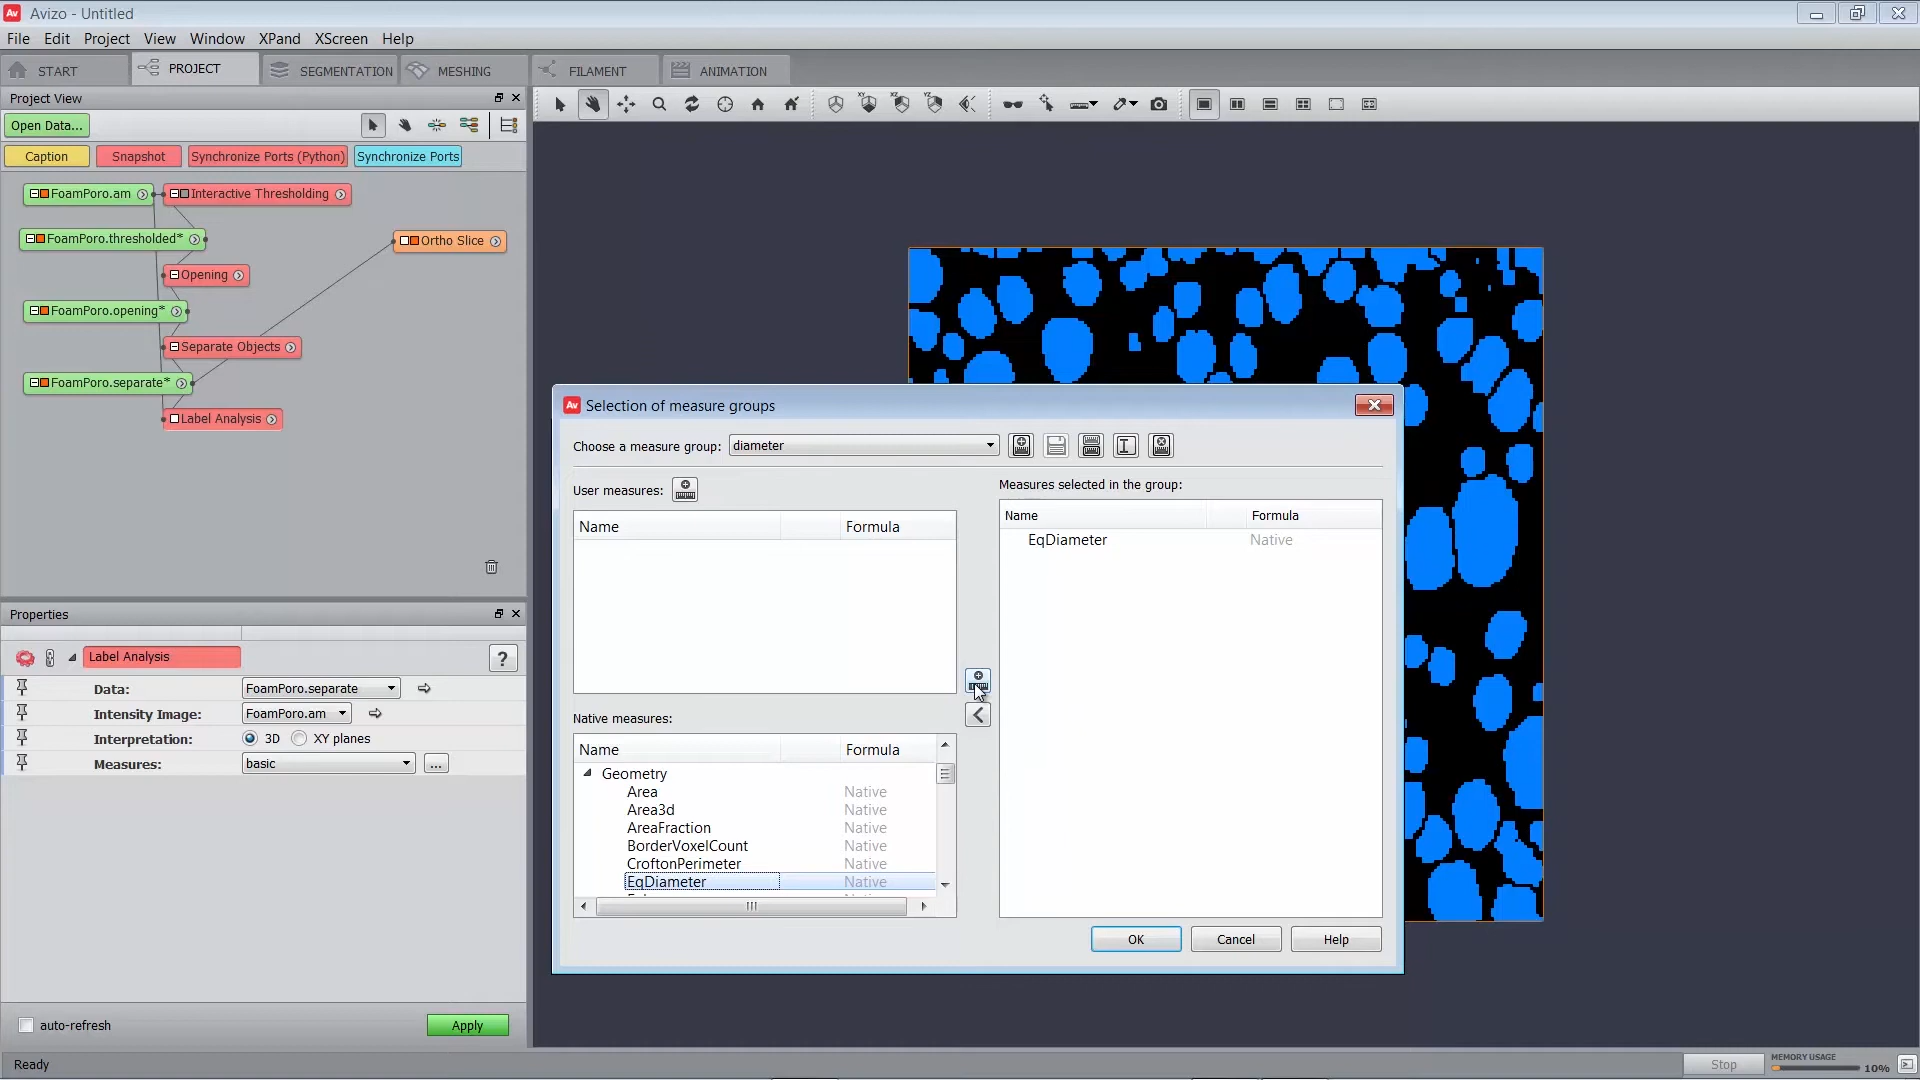 Av Avizo - Untitled
File Edit Project View Window XPand XScreen Help
START PROJECT SEGMENTATION MESHING FILAMENT ANIMATION
Project View
Open Data...
Caption Snapshot Synchronize Ports (Python) Synchronize Ports
FoamPoro.am Interactive Thresholding
FoamPoro.thresholded*
Ortho Slice
Opening
FoamPoro.opening*
Separate Objects
FoamPoro.separate*
Label Analysis
Properties
Label Analysis ?
Data: FoamPoro.separate
Intensity Image: FoamPoro.am
Interpretation: 3D XY planes
Measures: basic ...
auto-refresh Apply
XY XZ YZ
Av Selection of measure groups
Choose a measure group: diameter
User measures:
Name Formula
Native measures:
Name Formula
Geometry
Area Native
Area3d Native
AreaFraction Native
BorderVoxelCount Native
CroftonPerimeter Native
EqDiameter Native
Measures selected in the group:
Name Formula
EqDiameter Native
OK Cancel Help
Ready
Stop
MEMORY USAGE
10%